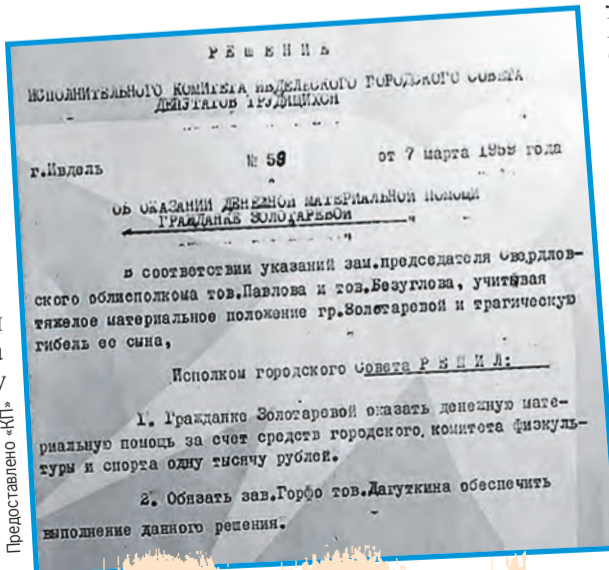 РЕШЕНИЕ
ИСПОЛНИТЕЛЬНОГО КОМИТЕТА ИВДЕЛЬСКОГО ГОРОДСКОГО СОВЕТА
ДЕПУТАТОВ ТРУДЯЩИХСЯ
г.Ивдель № 59 от 7 марта 1959 года
ОБ ОКАЗАНИИ ДЕНЕЖНОЙ МАТЕРИАЛЬНОЙ ПОМОЩИ
ГРАЖДАНКЕ ЗОЛОТАРЕВОЙ
В соответствии указаний зам.председателя Свердлов-
ского облисполкома тов.Павлова и тов.Безуглова, учитывая
тяжелое материальное положение гр.Золотаревой и трагическую
гибель ее сына,
Исполком городского Совета РЕШИЛ:
1. Гражданке Золотаревой оказать денежную мате-
риальную помощь за счет средств городского, комитета физкуль-
туры и спорта одну тысячу рублей.
2. Обязать зав.Горфо тов.Дагуткина обеспечить
выполнение данного решения.
Предоставлено «КП»